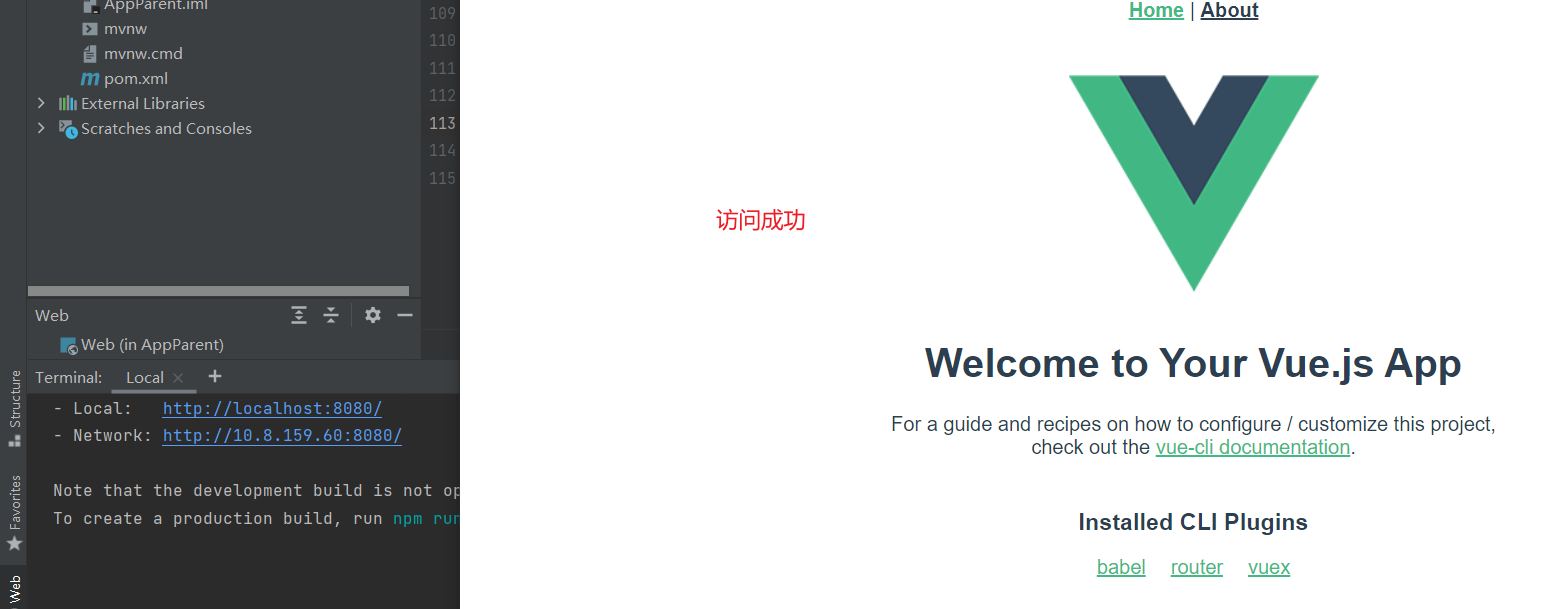 AppParent.iml
mvnw
mvnw.cmd
pom.xml
External Libraries
Scratches and Consoles
109
110
111
112
113
114
115
Web
Web (in AppParent)
Terminal: Local
- Local: http://localhost:8080/
- Network: http://10.8.159.60:8080/
Note that the development build is not op
To create a production build, run npm run
Structure
Favorites
Web
Home | About
访问成功
Welcome to Your Vue.js App
For a guide and recipes on how to configure / customize this project,
check out the vue-cli documentation.
Installed CLI Plugins
babel router vuex